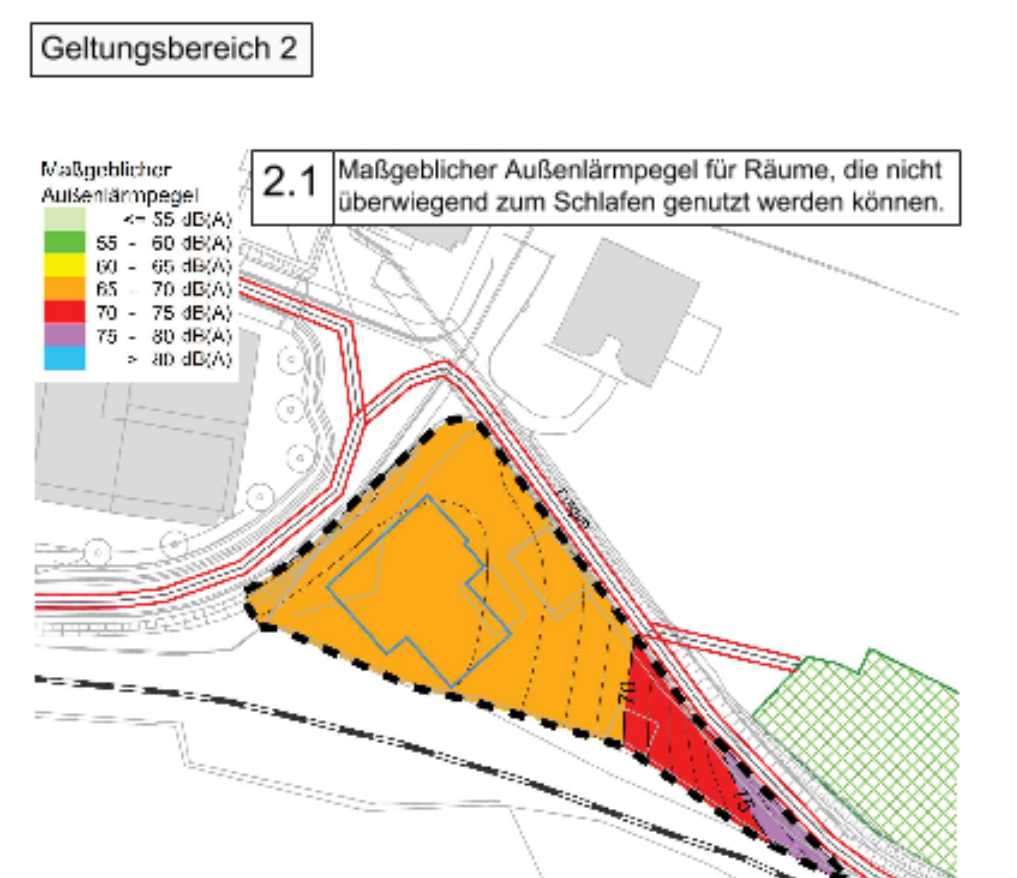 Geltungsbereich 2
Maßgeblicher
Außenlärmpegel
<= 55 dB(A)
55 - 60 dB(A)
60 - 65 dB(A)
65 - 70 dB(A)
70 - 75 dB(A)
75 - 80 dB(A)
> 80 dB(A)
2.1
Maßgeblicher Außenlärmpegel für Räume, die nicht
überwiegend zum Schlafen genutzt werden können.
70
75